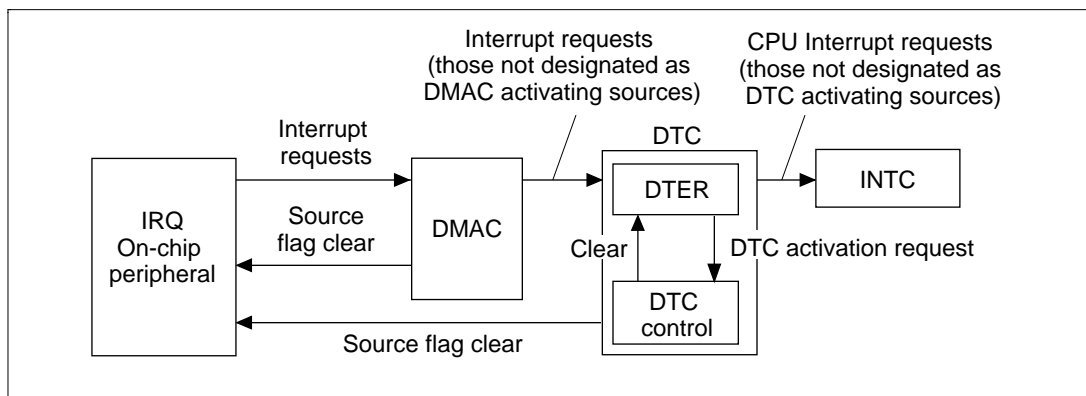 Interrupt requests
(those not designated as
DMAC activating sources)
CPU Interrupt requests
(those not designated as
DTC activating sources)
Interrupt
requests
DTC
IRQ
On-chip
peripheral
DMAC
DTER
INTC
Source
flag clear
Clear
DTC activation request
DTC
control
Source flag clear